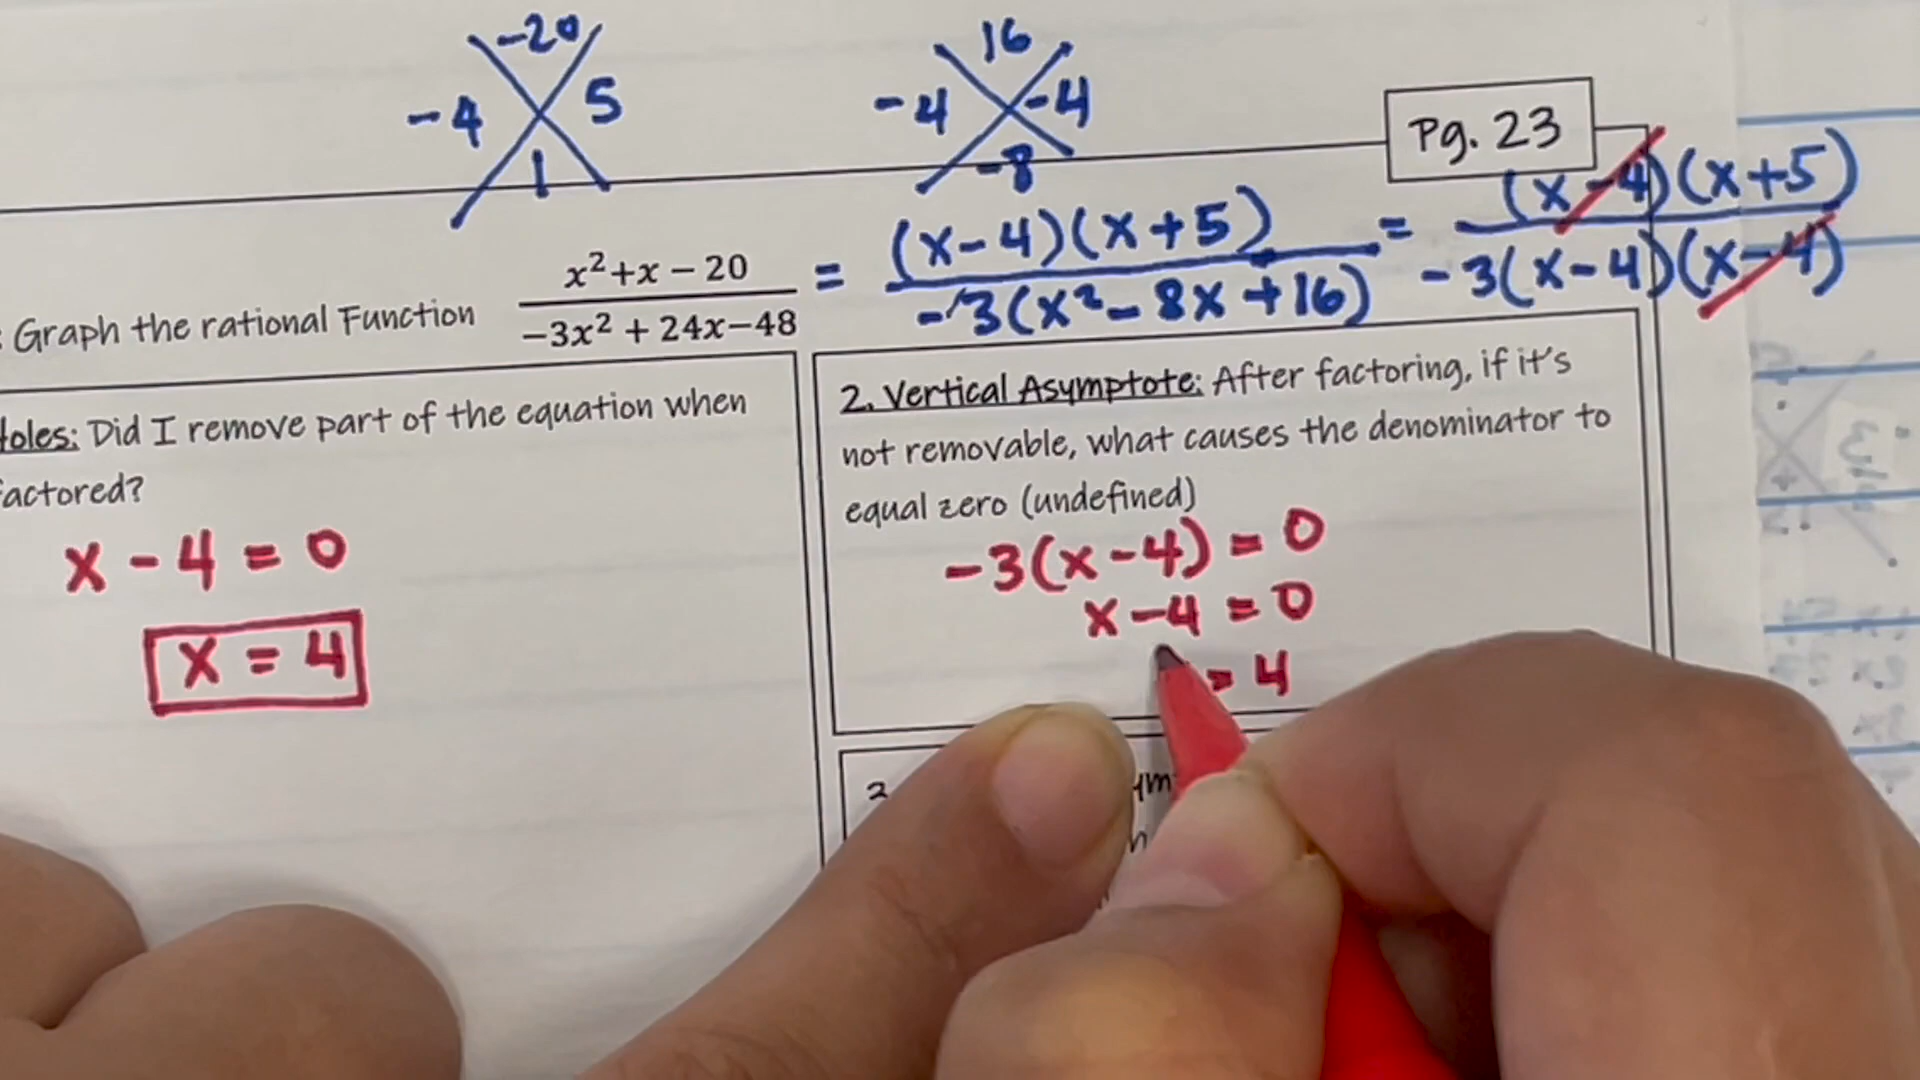 -20
-4 5
1
16
-4 -4
-8
Pg. 23
: Graph the rational Function x²+x − 20 / −3x² + 24x−48 = (x-4)(x+5) / -3(x²-8x+16) = (x-4)(x+5) / -3(x-4)(x-4)
Holes: Did I remove part of the equation when
factored?
x - 4 = 0
x = 4
2. Vertical Asymptote: After factoring, if it's
not removable, what causes the denominator to
equal zero (undefined)
-3(x-4) = 0
x-4 = 0
= 4